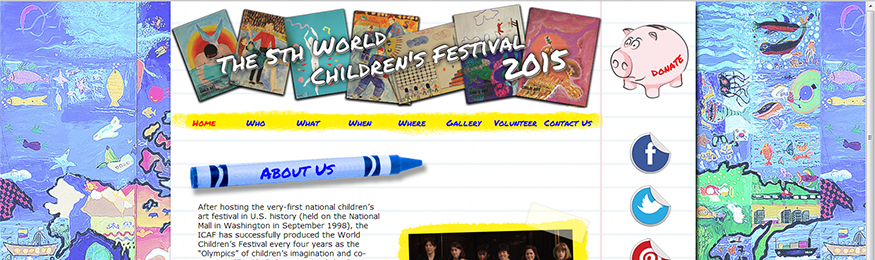 The 5th World
Children's Festival
2015
DONATE
Home Who What When Where Gallery Volunteer Contact Us
About Us
After hosting the very-first national children's
art festival in U.S. history (held on the National
Mall in Washington in September 1998), the
ICAF has successfully produced the World
Children's Festival every four years as the
"Olympics" of children's imagination and co-